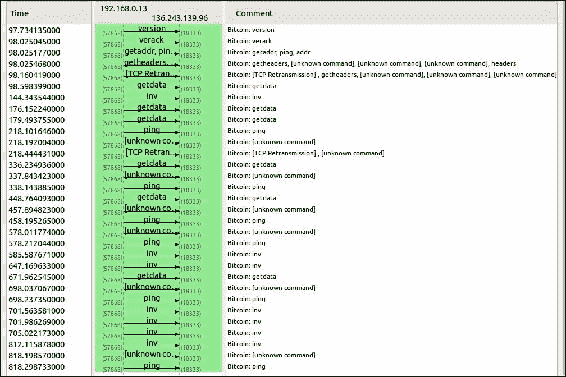 Time 192.168.0.13 136.243.139.96 Comment
97.734135000 version Bitcoin: version
98.025045000 verack Bitcoin: verack
98.025177000 getaddr, pin... Bitcoin: getaddr, ping, addr
98.025468000 getheaders, ... Bitcoin: getheaders, [unknown command], [unknown command], [unknown command], headers
98.160419000 [TCP Retran... Bitcoin: [TCP Retransmission] , getheaders, [unknown command], [unknown command], [unknown command]
98.598399000 getdata Bitcoin: getdata
144.343544000 inv Bitcoin: inv
176.152240000 getdata Bitcoin: getdata
179.493755000 getdata Bitcoin: getdata
218.101646000 ping Bitcoin: ping
218.192004000 [unknown co... Bitcoin: [unknown command]
218.444431000 [TCP Retran... Bitcoin: [TCP Retransmission] , [unknown command]
336.234936000 getdata Bitcoin: getdata
337.843423000 [unknown co... Bitcoin: [unknown command]
338.143885000 ping Bitcoin: ping
448.764093000 getdata Bitcoin: getdata
457.894823000 [unknown co... Bitcoin: [unknown command]
458.195265000 ping Bitcoin: ping
578.011774000 [unknown co... Bitcoin: [unknown command]
578.212044000 ping Bitcoin: ping
585.587671000 inv Bitcoin: inv
647.169633000 inv Bitcoin: inv
671.962545000 getdata Bitcoin: getdata
698.037067000 [unknown co... Bitcoin: [unknown command]
698.237350000 ping Bitcoin: ping
701.563581000 inv Bitcoin: inv
701.986269000 inv Bitcoin: inv
705.022173000 inv Bitcoin: inv
812.115878000 inv Bitcoin: inv
818.198570000 [unknown co... Bitcoin: [unknown command]
818.298733000 ping Bitcoin: ping